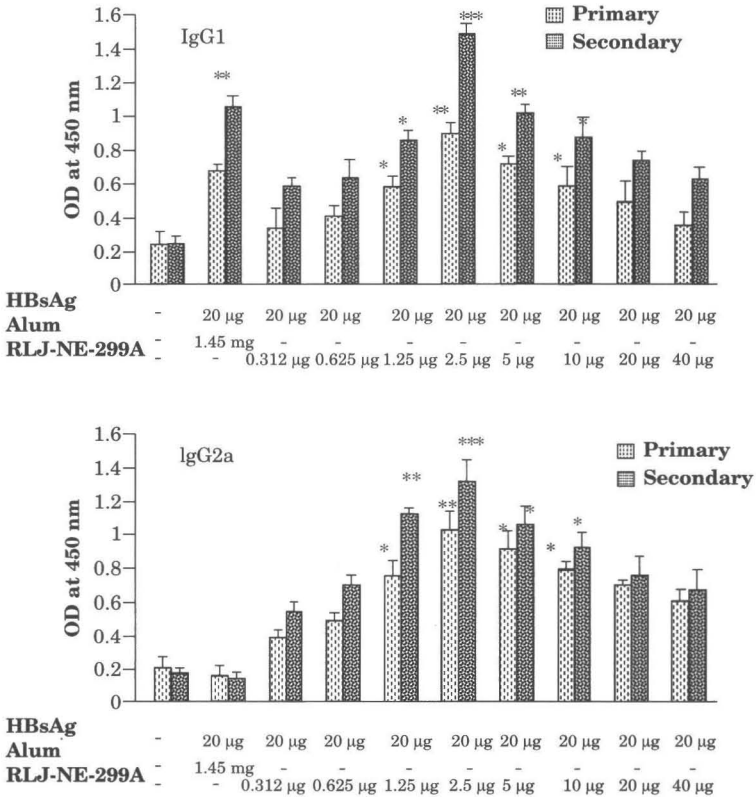 1.6
IgG1
Primary
Secondary
***
1.4
1.2
**
**
1
*
**
*
0.8
*
*
*
0.6
0.4
0.2
0
OD at 450 nm
HBsAg - 20 µg 20 µg 20 µg 20 µg 20 µg 20 µg 20 µg 20 µg 20 µg
Alum - 1.45 mg - - - - - - - -
RLJ-NE-299A - - 0.312 µg 0.625 µg 1.25 µg 2.5 µg 5 µg 10 µg 20 µg 40 µg
1.6
IgG2a
Primary
Secondary
***
1.4
**
1.2
**
*
*
*
1
*
*
0.8
0.6
0.4
0.2
0
OD at 450 nm
HBsAg - 20 µg 20 µg 20 µg 20 µg 20 µg 20 µg 20 µg 20 µg 20 µg
Alum - 1.45 mg - - - - - - - -
RLJ-NE-299A - - 0.312 µg 0.625 µg 1.25 µg 2.5 µg 5 µg 10 µg 20 µg 40 µg